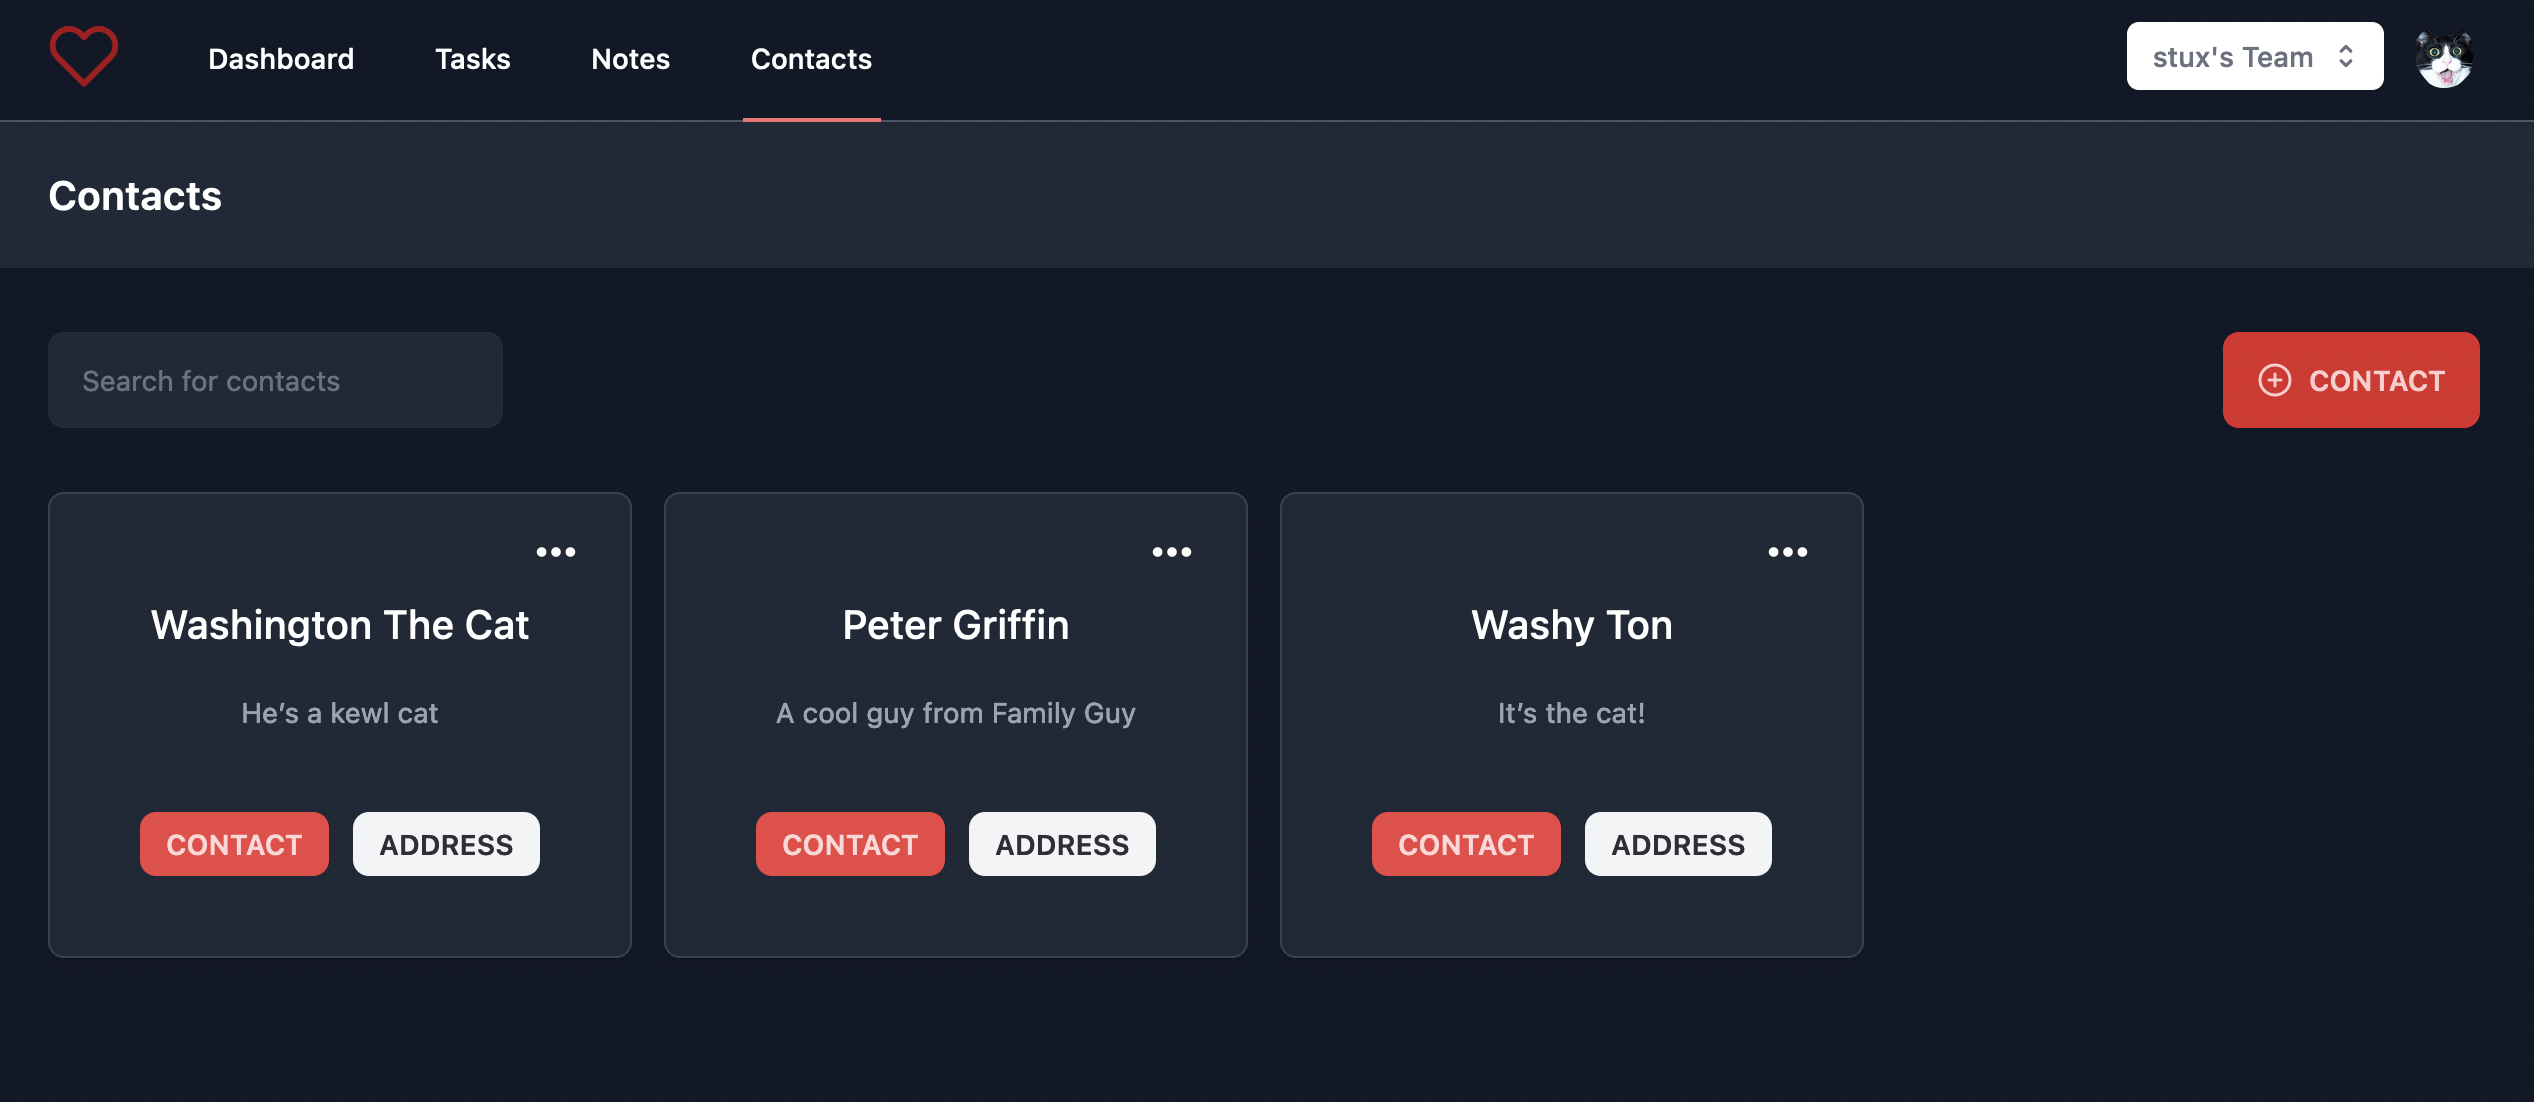 Dashboard Tasks Notes Contacts stux's Team
Contacts
Search for contacts
CONTACT
Washington The Cat
He’s a kewl cat
CONTACT ADDRESS
Peter Griffin
A cool guy from Family Guy
CONTACT ADDRESS
Washy Ton
It’s the cat!
CONTACT ADDRESS